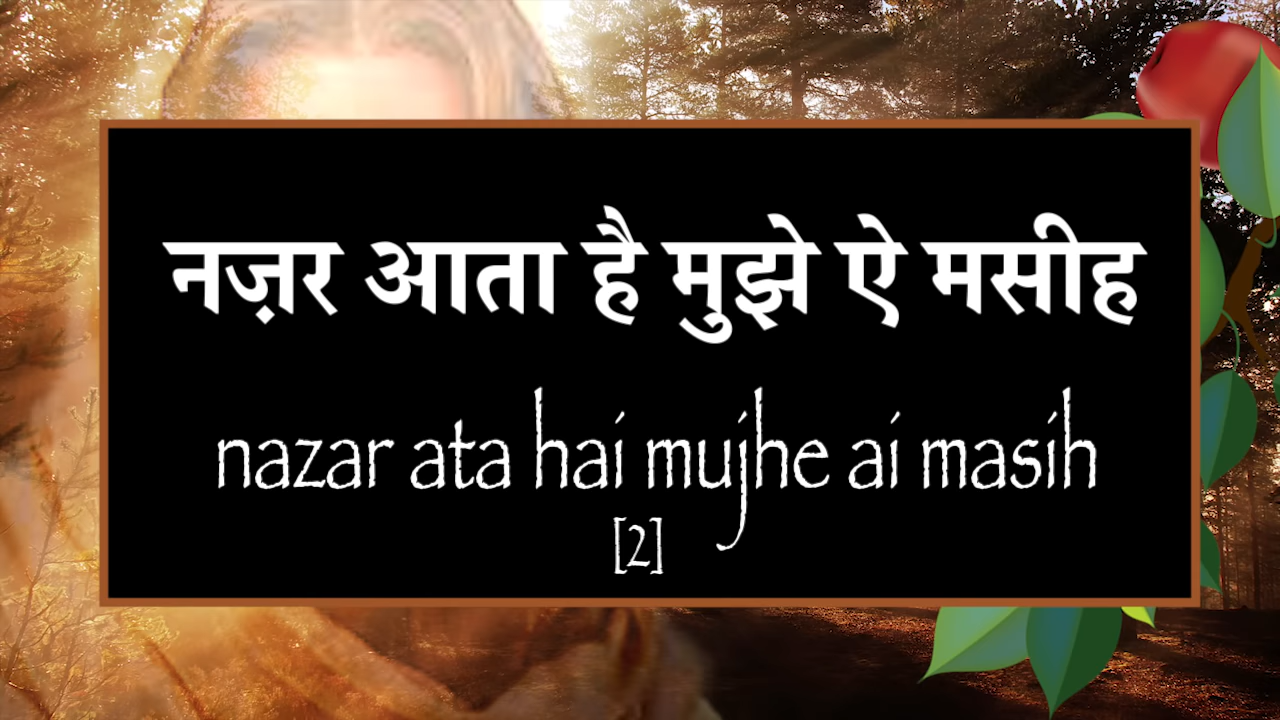 नज़र आता है मुझे ऐ मसीह
nazar ata hai mujhe ai masih
[2]